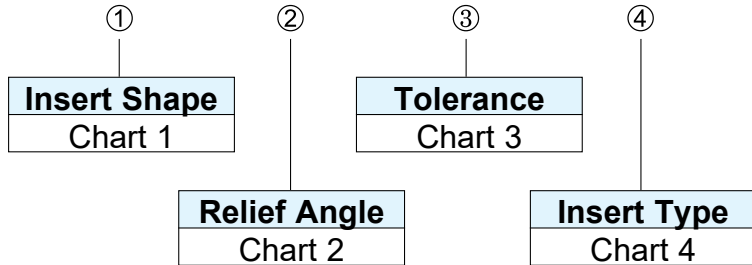 ① ② ③ ④
Insert Shape
Chart 1
Tolerance
Chart 3
Relief Angle
Chart 2
Insert Type
Chart 4